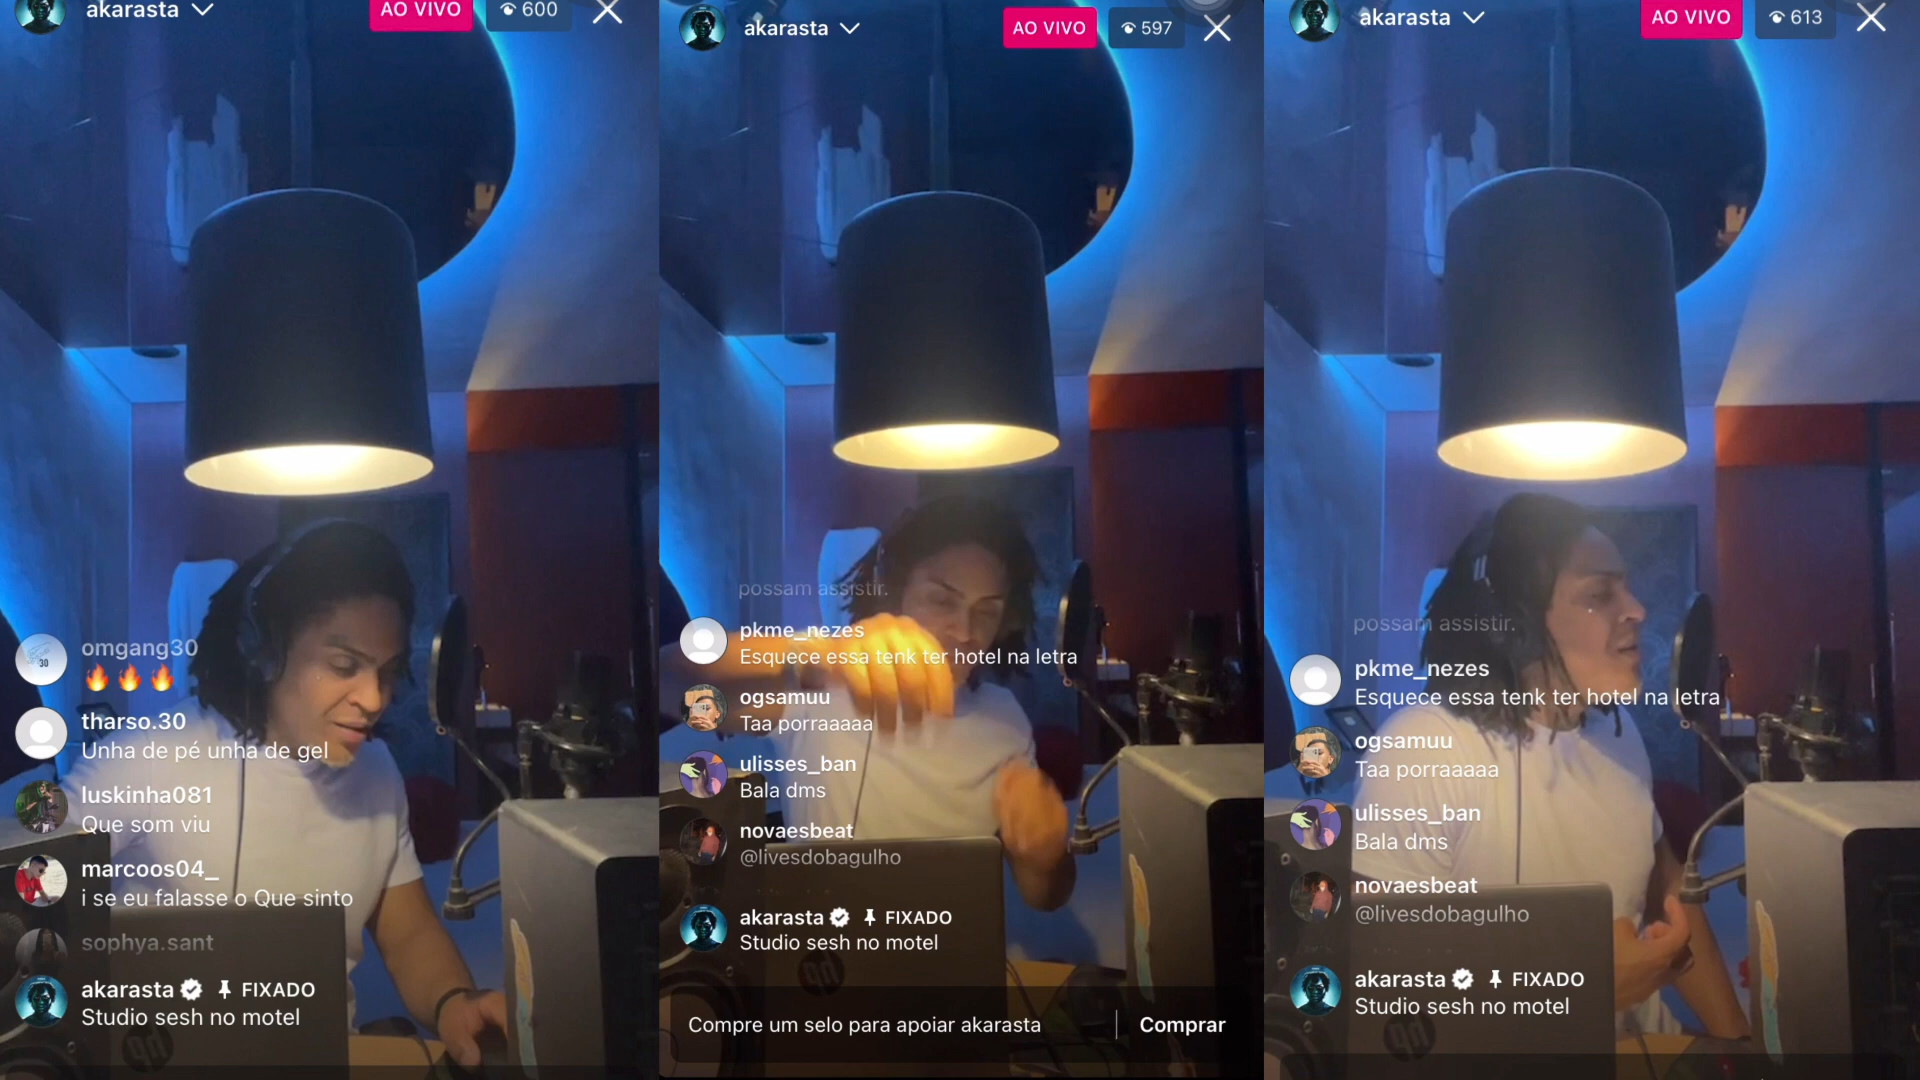 akarasta
AO VIVO
600
omgang30
🔥🔥🔥
tharso.30
Unha de pé unha de gel
luskinha081
Que som viu
marcoos04_
i se eu falasse o Que sinto
sophya.sant
akarasta FIXADO
Studio sesh no motel
hp
akarasta
AO VIVO
597
possam assistir.
pkme_nezes
Esquece essa tenk ter hotel na letra
ogsamuu
Taa porraaaaa
ulisses_ban
Bala dms
novaesbeat
@livesdobagulho
akarasta FIXADO
Studio sesh no motel
hp
Compre um selo para apoiar akarasta
Comprar
akarasta
AO VIVO
613
possam assistir.
pkme_nezes
Esquece essa tenk ter hotel na letra
ogsamuu
Taa porraaaaa
ulisses_ban
Bala dms
novaesbeat
@livesdobagulho
akarasta FIXADO
Studio sesh no motel
hp